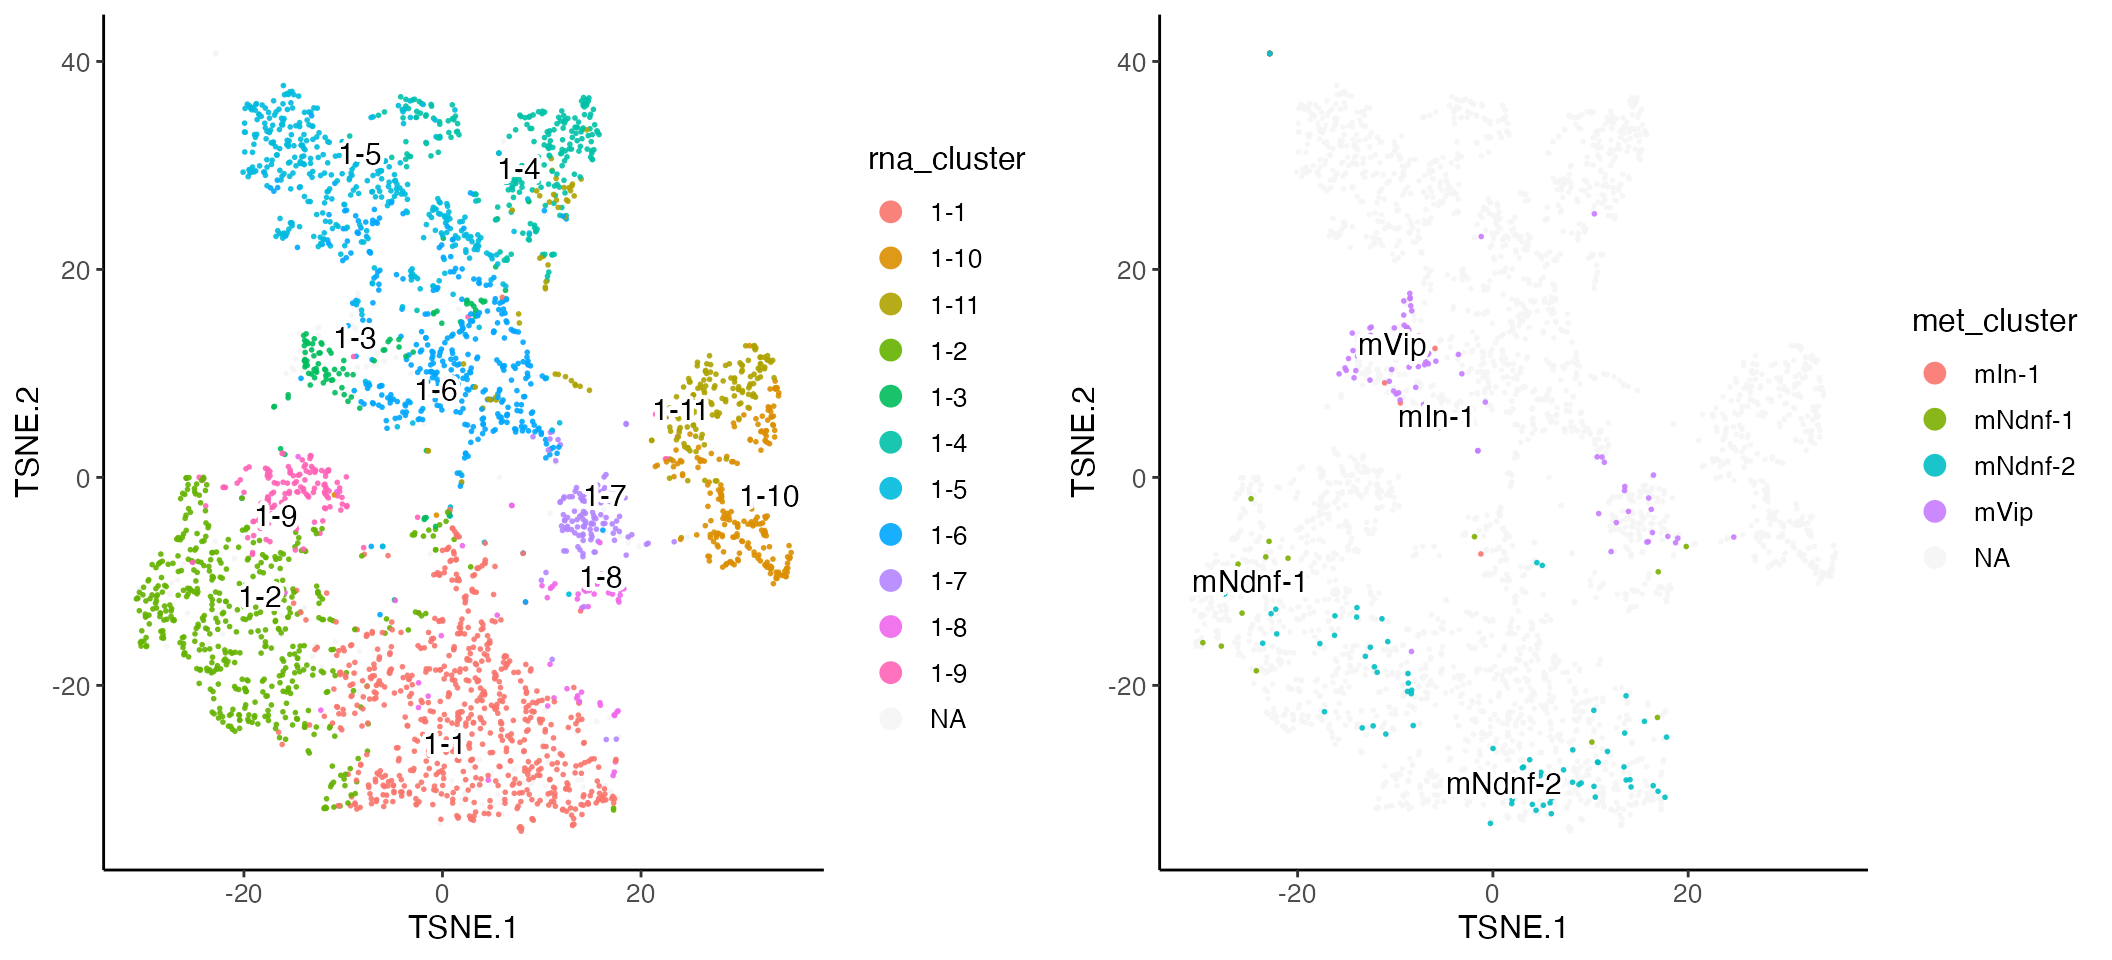 40
20
0
-20
TSNE.2
-20
0
20
TSNE.1
1-5
1-4
1-3
1-6
1-11
1-10
1-9
1-7
1-8
1-2
1-1
rna_cluster
1-1
1-10
1-11
1-2
1-3
1-4
1-5
1-6
1-7
1-8
1-9
NA
40
20
0
-20
TSNE.2
-20
0
20
TSNE.1
mVip
mIn-1
mNdnf-1
mNdnf-2
met_cluster
mIn-1
mNdnf-1
mNdnf-2
mVip
NA